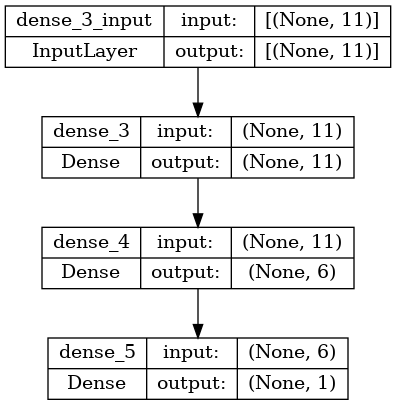 dense_3_input input: [(None, 11)]
InputLayer output: [(None, 11)]
dense_3 input: (None, 11)
Dense output: (None, 11)
dense_4 input: (None, 11)
Dense output: (None, 6)
dense_5 input: (None, 6)
Dense output: (None, 1)